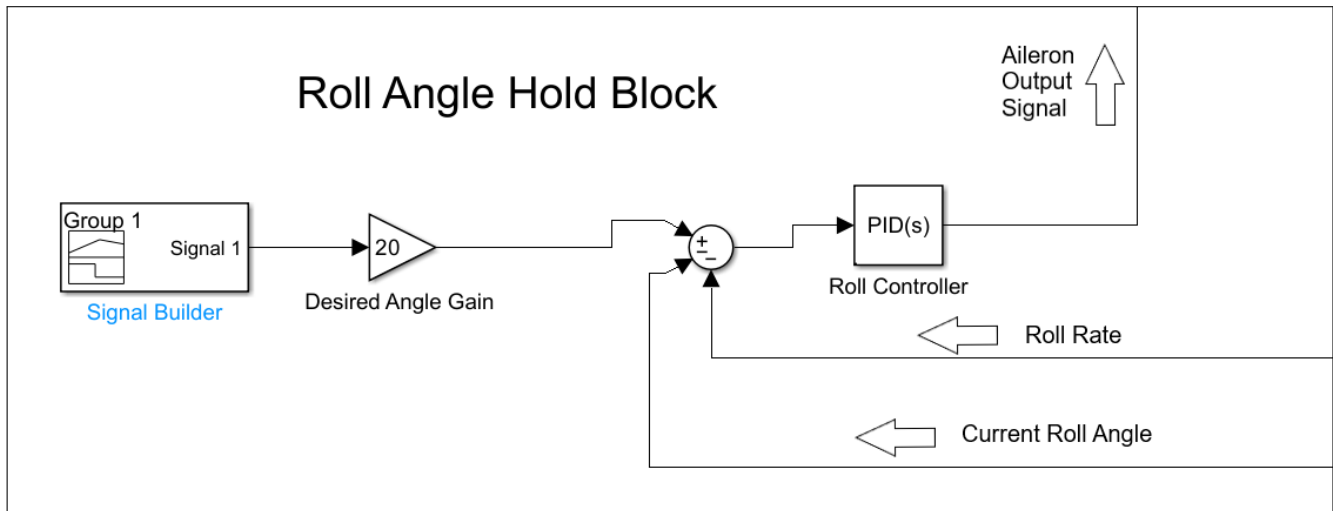 Roll Angle Hold Block
Aileron
Output
Signal
Group 1
Signal 1
Signal Builder
20
Desired Angle Gain
+
−
−
PID(s)
Roll Controller
Roll Rate
Current Roll Angle